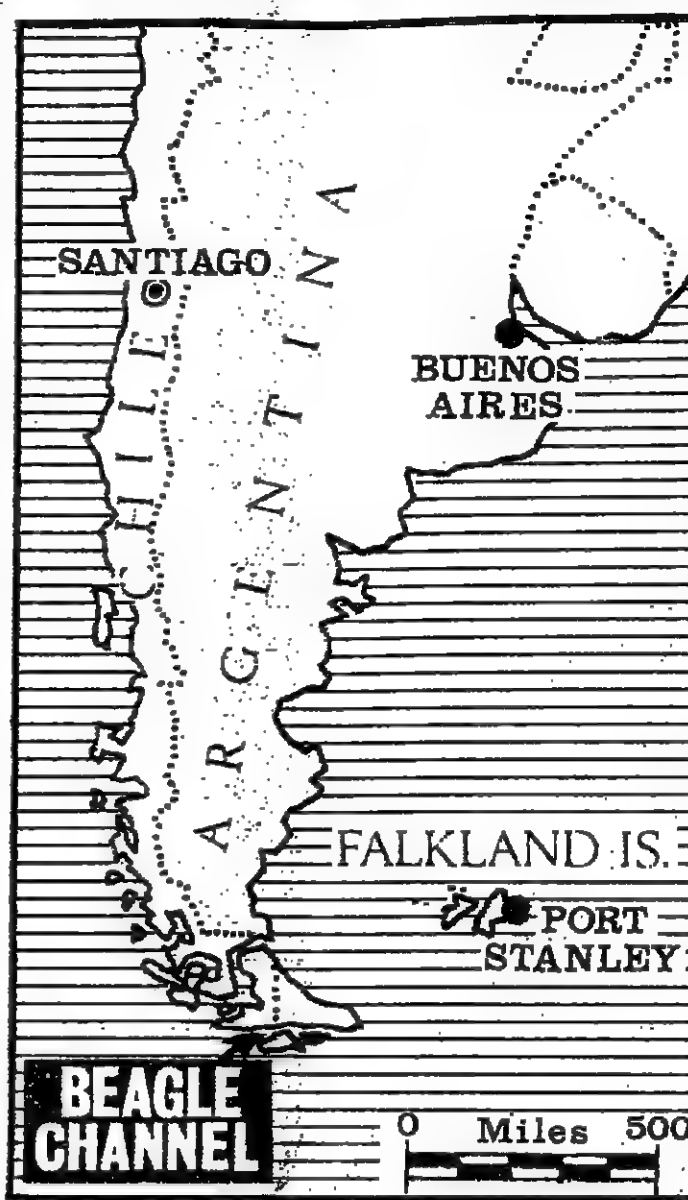 SANTIAGO
CHILE
ARGENTINA
BUENOS
AIRES
FALKLAND IS.
PORT
STANLEY
BEAGLE
CHANNEL
0 Miles 500